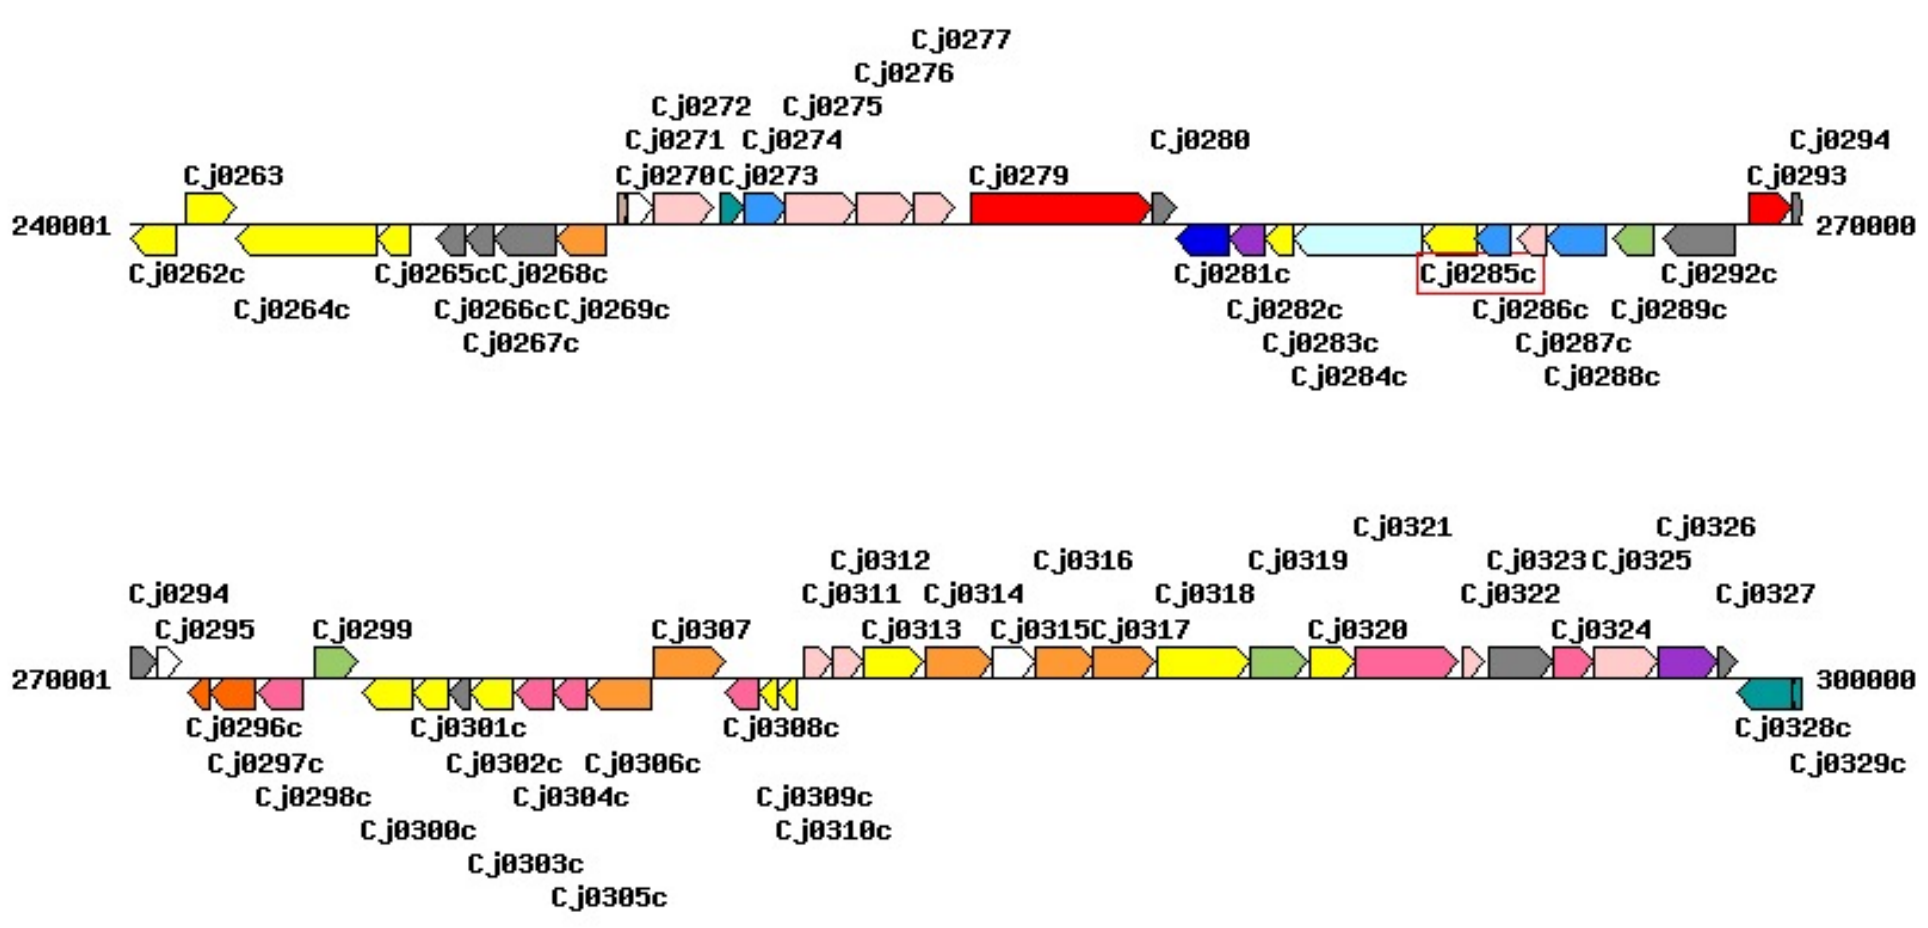 Cj0277
Cj0276
Cj0272 Cj0275
Cj0271 Cj0274 Cj0280 Cj0294
Cj0263 Cj0270 Cj0273 Cj0279 Cj0293
240001 270000
Cj0262c Cj0265c Cj0268c Cj0281c Cj0285c Cj0292c
Cj0264c Cj0266c Cj0269c Cj0282c Cj0286c Cj0289c
Cj0267c Cj0283c Cj0287c
Cj0284c Cj0288c
Cj0321 Cj0326
Cj0312 Cj0316 Cj0319 Cj0323 Cj0325
Cj0294 Cj0311 Cj0314 Cj0318 Cj0322 Cj0327
Cj0295 Cj0299 Cj0307 Cj0313 Cj0315 Cj0317 Cj0320 Cj0324
270001 300000
Cj0296c Cj0301c Cj0308c Cj0328c
Cj0297c Cj0302c Cj0306c Cj0329c
Cj0298c Cj0304c Cj0309c
Cj0300c Cj0310c
Cj0303c
Cj0305c